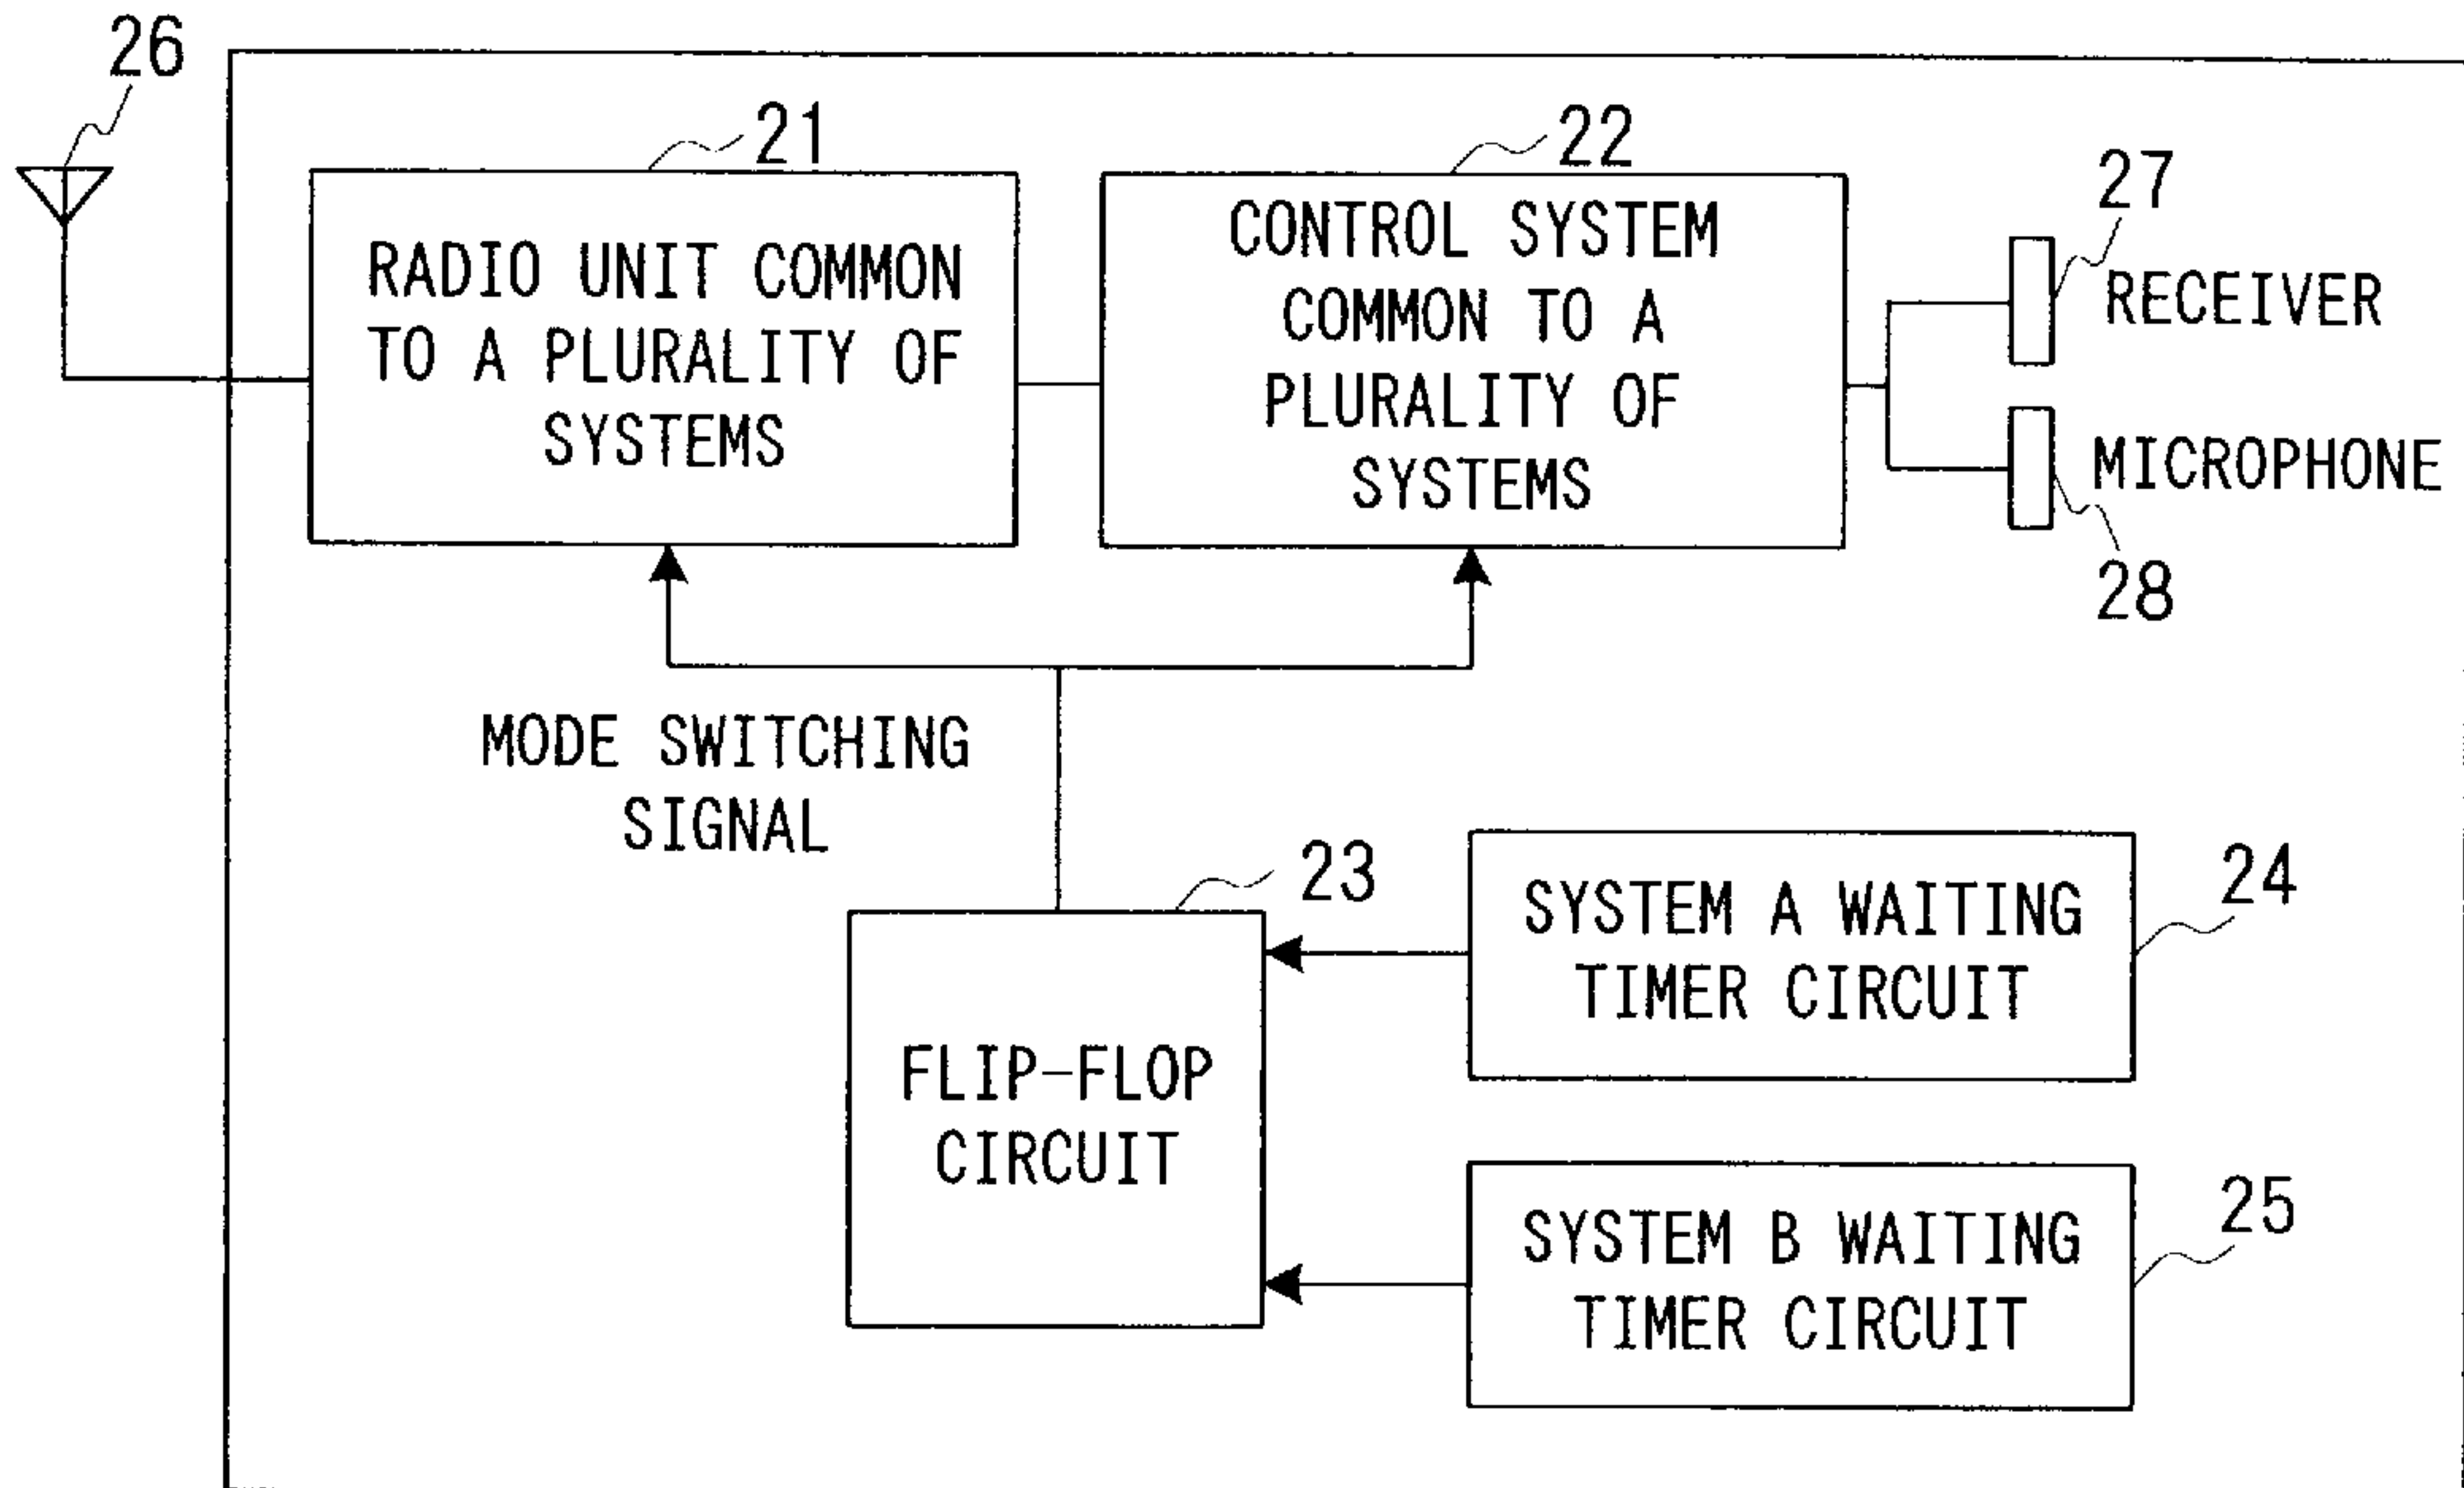 26
21
22
27
RADIO UNIT COMMON
TO A PLURALITY OF
SYSTEMS
CONTROL SYSTEM
COMMON TO A
PLURALITY OF
SYSTEMS
RECEIVER
MICROPHONE
28
MODE SWITCHING
SIGNAL
23
24
SYSTEM A WAITING
TIMER CIRCUIT
FLIP-FLOP
CIRCUIT
25
SYSTEM B WAITING
TIMER CIRCUIT